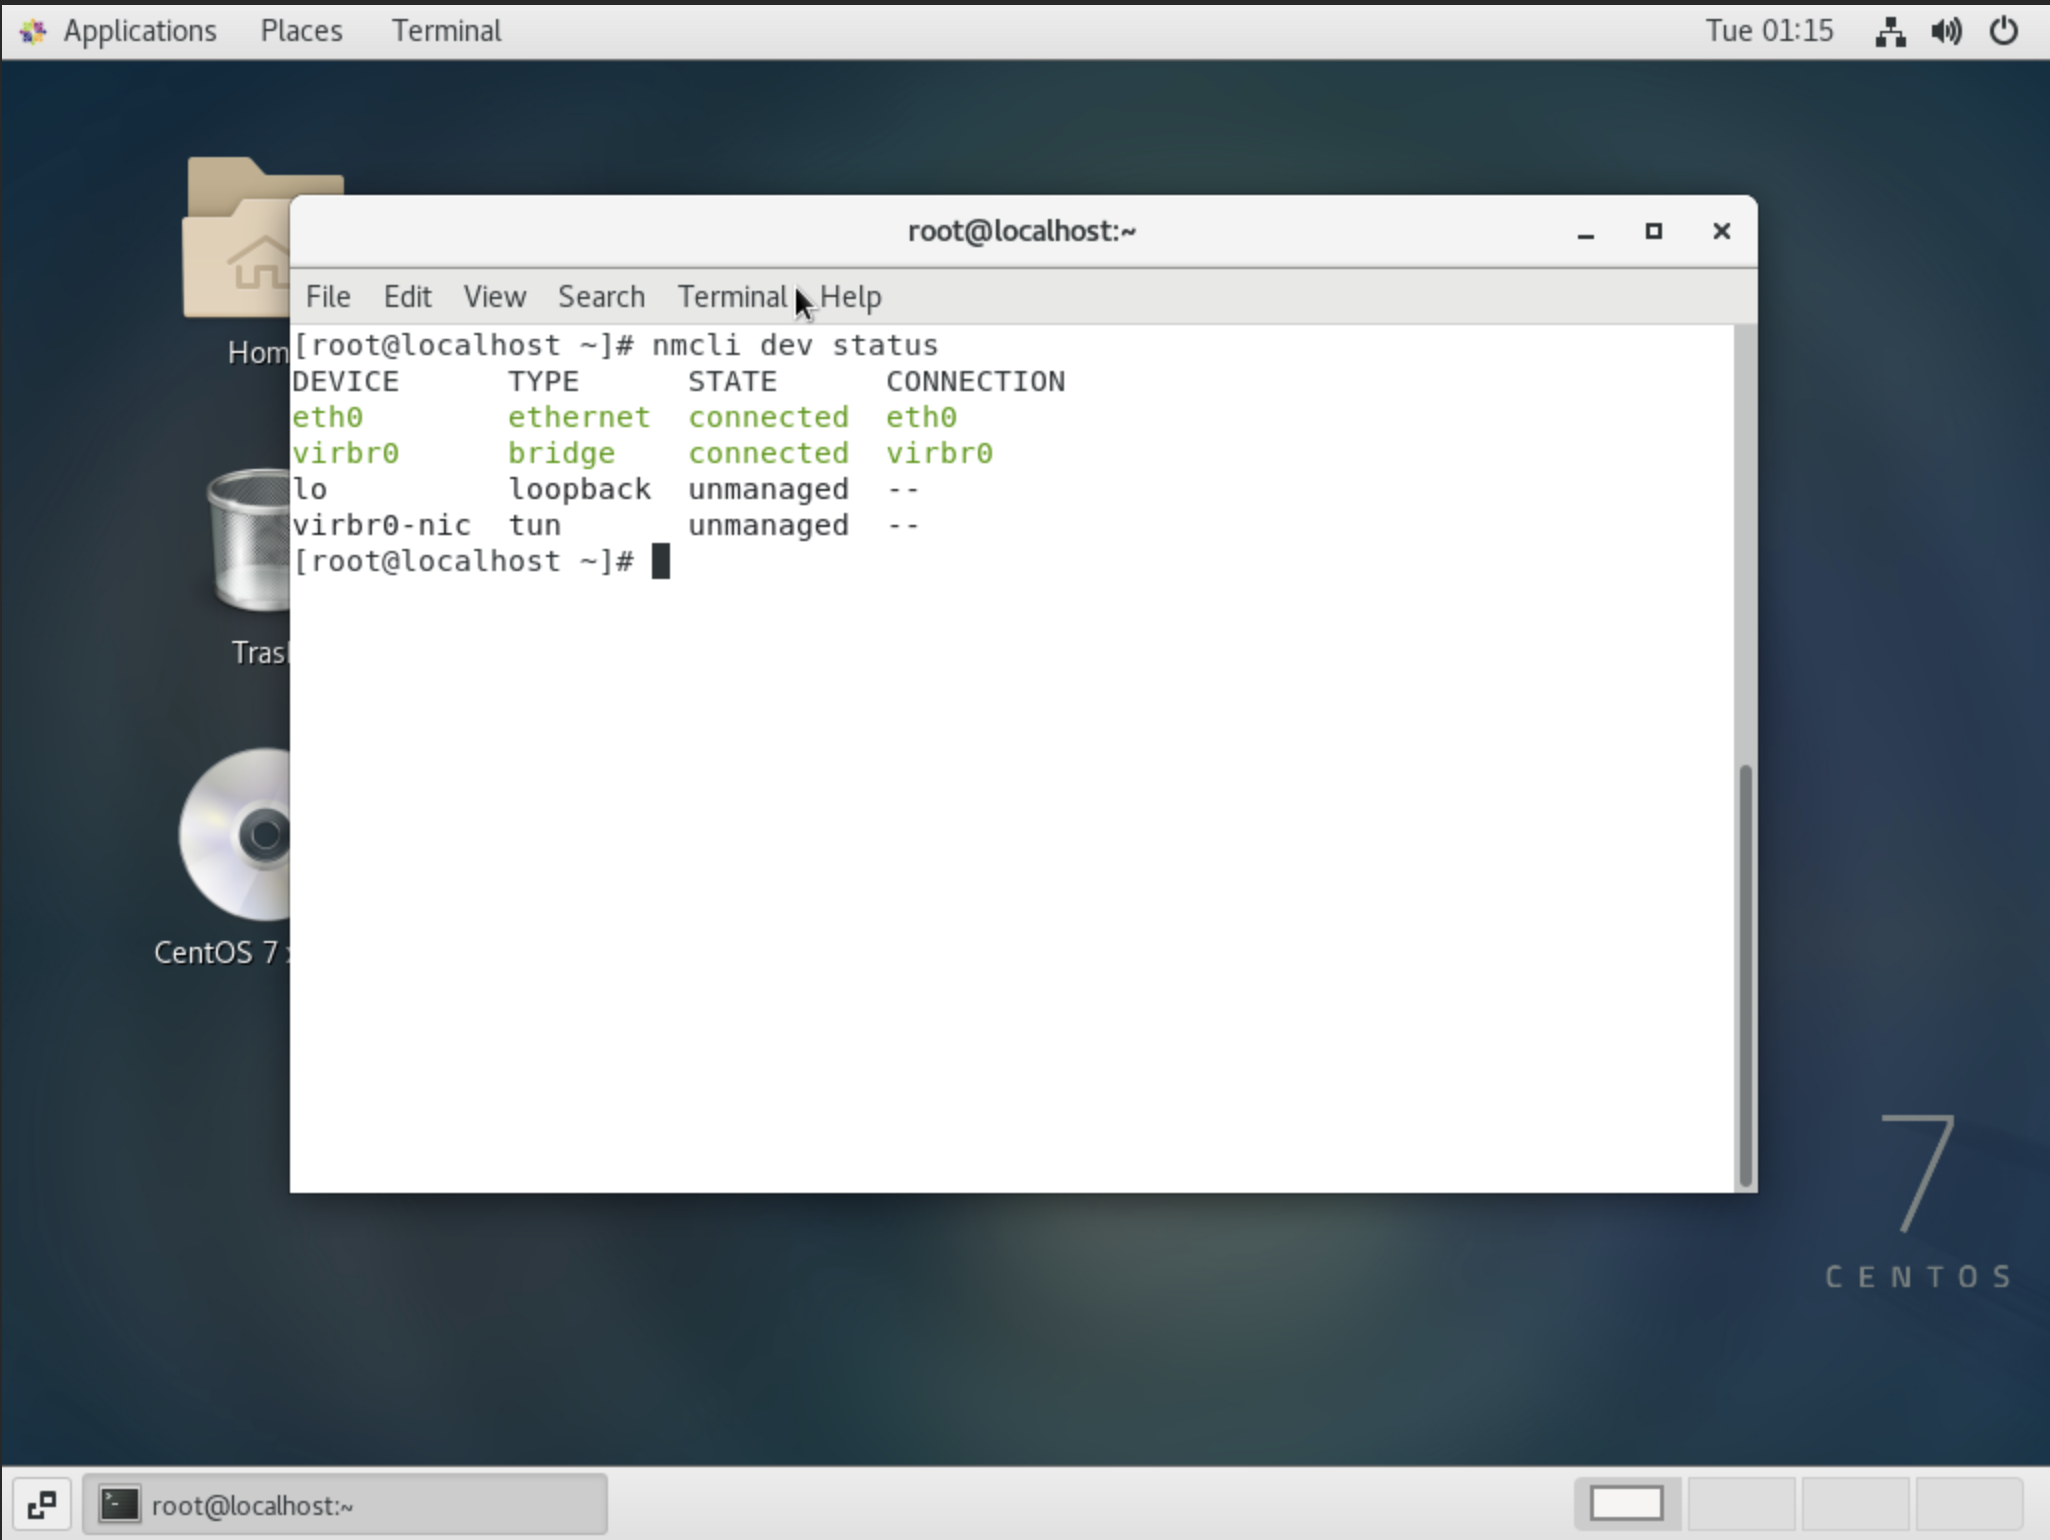 Applications Places Terminal Tue 01:15
root@localhost:~
File Edit View Search Terminal Help
[root@localhost ~]# nmcli dev status
DEVICE TYPE STATE CONNECTION
eth0 ethernet connected eth0
virbr0 bridge connected virbr0
lo loopback unmanaged --
virbr0-nic tun unmanaged --
[root@localhost ~]#
Hom
Tras
CentOS 7
7
CENTOS
root@localhost:~